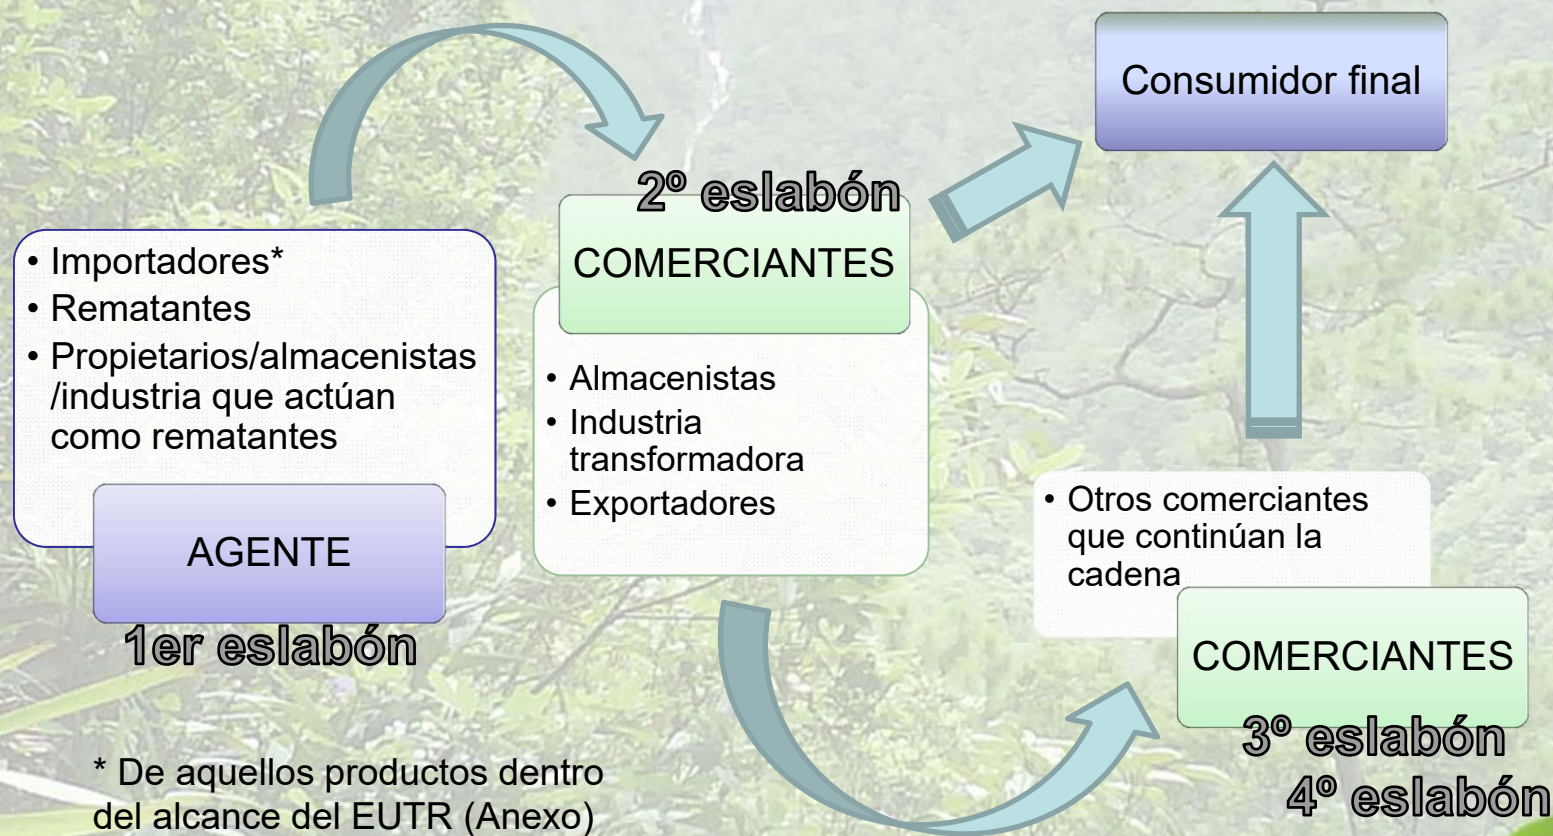 • Importadores*
• Rematantes
• Propietarios/almacenistas
/industria que actúan
como rematantes
AGENTE
1er eslabón
2º eslabón
COMERCIANTES
• Almacenistas
• Industria
transformadora
• Exportadores
Consumidor final
• Otros comerciantes
que continúan la
cadena
COMERCIANTES
3º eslabón
4º eslabón
* De aquellos productos dentro
del alcance del EUTR (Anexo)